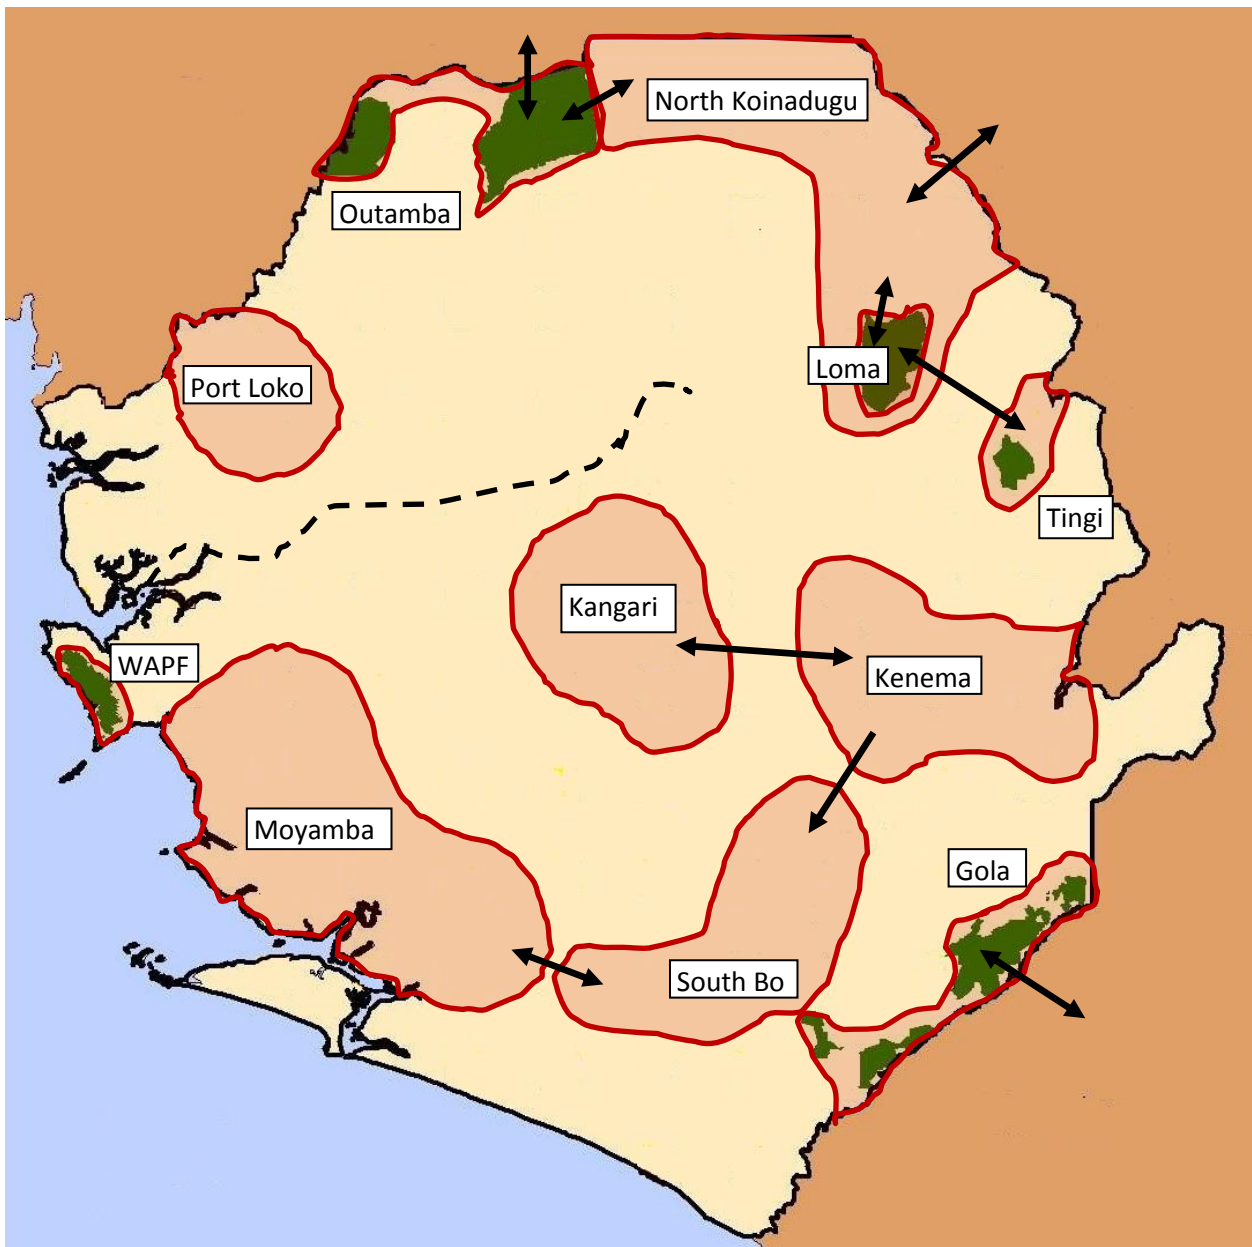 North Koinadugu
Outamba
Loma
Port Loko
Tingi
Kangari
WAPF
Kenema
Moyamba
Gola
South Bo